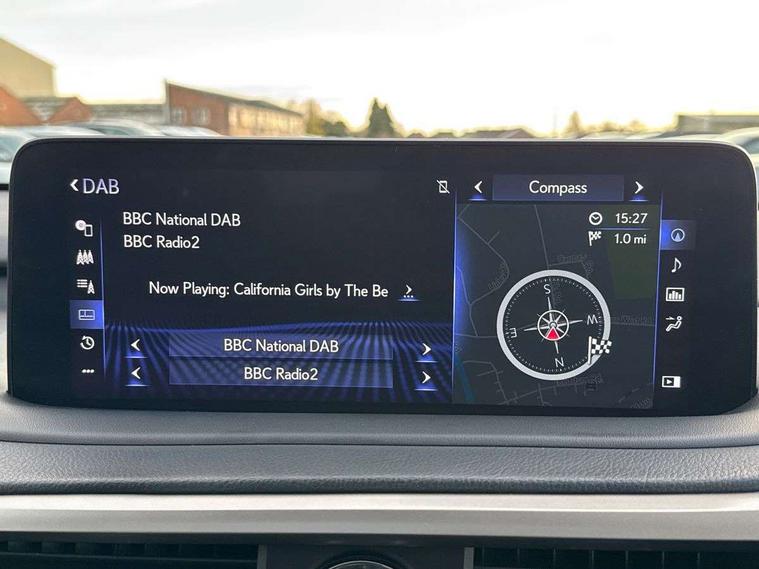 DAB
BBC National DAB
BBC Radio2
Now Playing: California Girls by The Be
BBC National DAB
BBC Radio2
Compass
15:27
1.0 mi
S
E
W
N